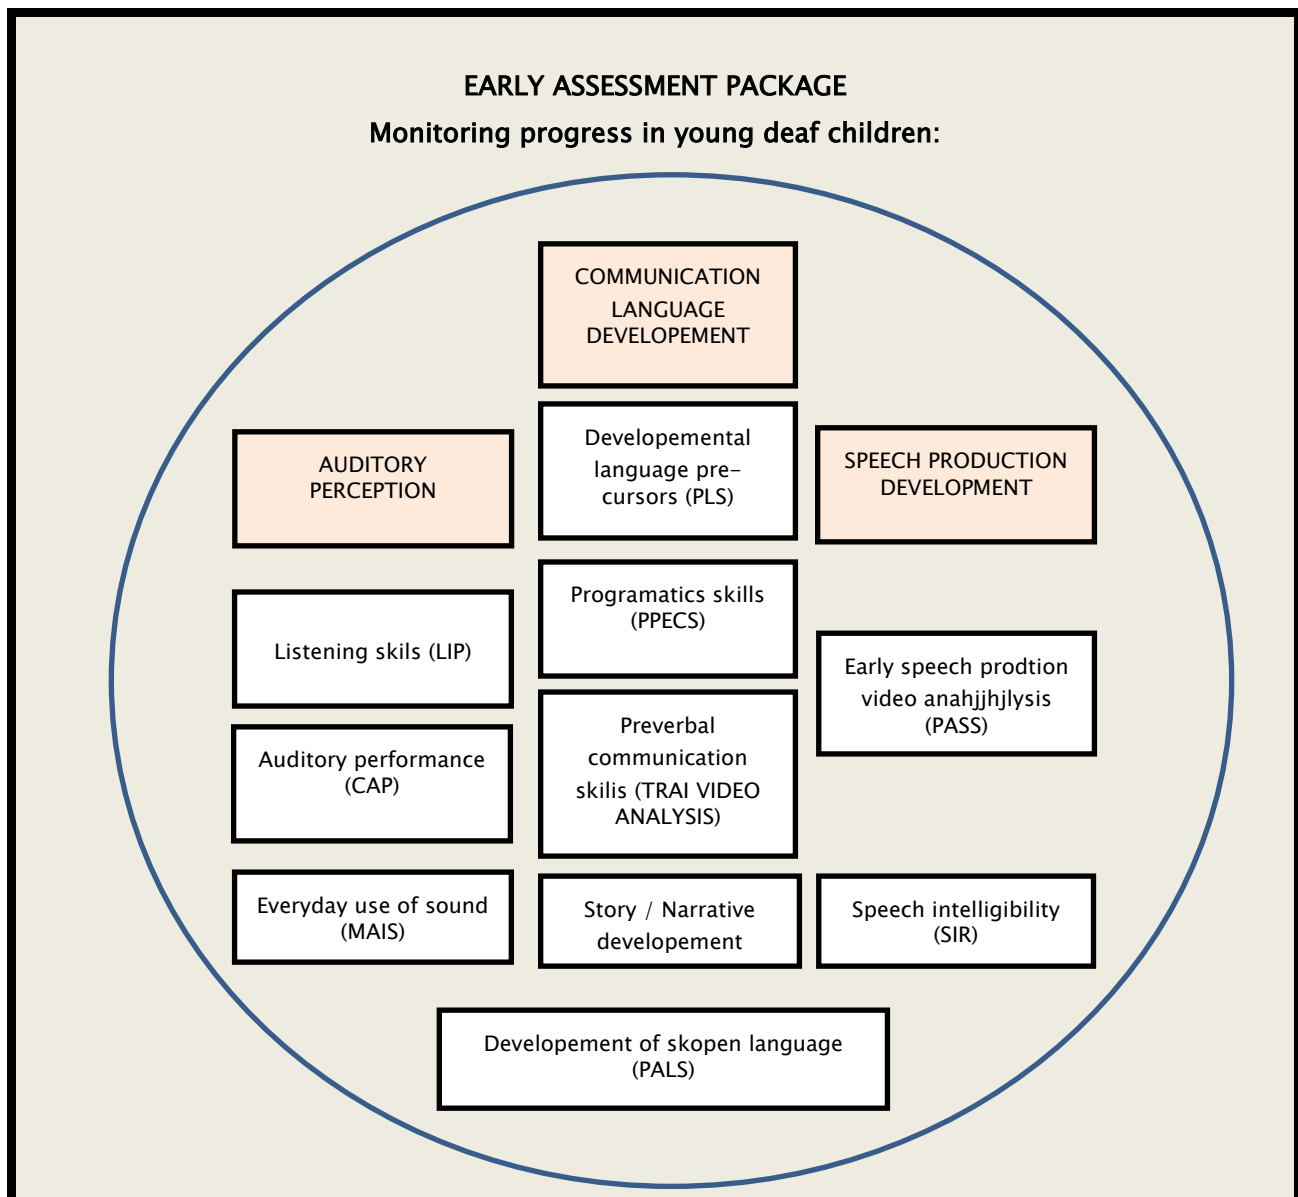 EARLY ASSESSMENT PACKAGE
Monitoring progress in young deaf children:
COMMUNICATION
LANGUAGE
DEVELOPEMENT
AUDITORY
PERCEPTION
Developemental
language pre-
cursors (PLS)
SPEECH PRODUCTION
DEVELOPMENT
Listening skils (LIP)
Programatics skills
(PPECS)
Early speech prodtion
video anahjjhjlysis
(PASS)
Auditory performance
(CAP)
Preverbal
communication
skilis (TRAI VIDEO
ANALYSIS)
Everyday use of sound
(MAIS)
Story / Narrative
developement
Speech intelligibility
(SIR)
Developement of skopen language
(PALS)